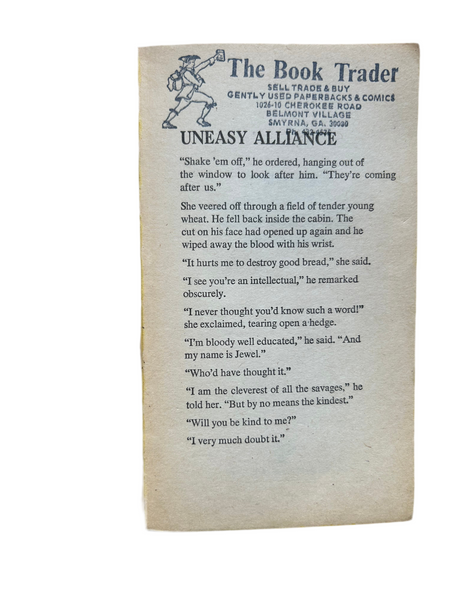 The Book Trader
SELL TRADE & BUY
GENTLY USED PAPERBACKS & COMICS
1026-10 CHEROKEE ROAD
BELMONT VILLAGE
SMYRNA, GA. 30080
UNEASY ALLIANCE
“Shake 'em off,” he ordered, hanging out of
the window to look after him. “They're coming
after us.”
She veered off through a field of tender young
wheat. He fell back inside the cabin. The
cut on his face had opened up again and he
wiped away the blood with his wrist.
“It hurts me to destroy good bread,” she said.
“I see you're an intellectual,” he remarked
obscurely.
“I never thought you'd know such a word!”
she exclaimed, tearing open a hedge.
“I'm bloody well educated,” he said. “And
my name is Jewel.”
“Who'd have thought it.”
“I am the cleverest of all the savages,” he
told her. “But by no means the kindest.”
“Will you be kind to me?”
“I very much doubt it.”